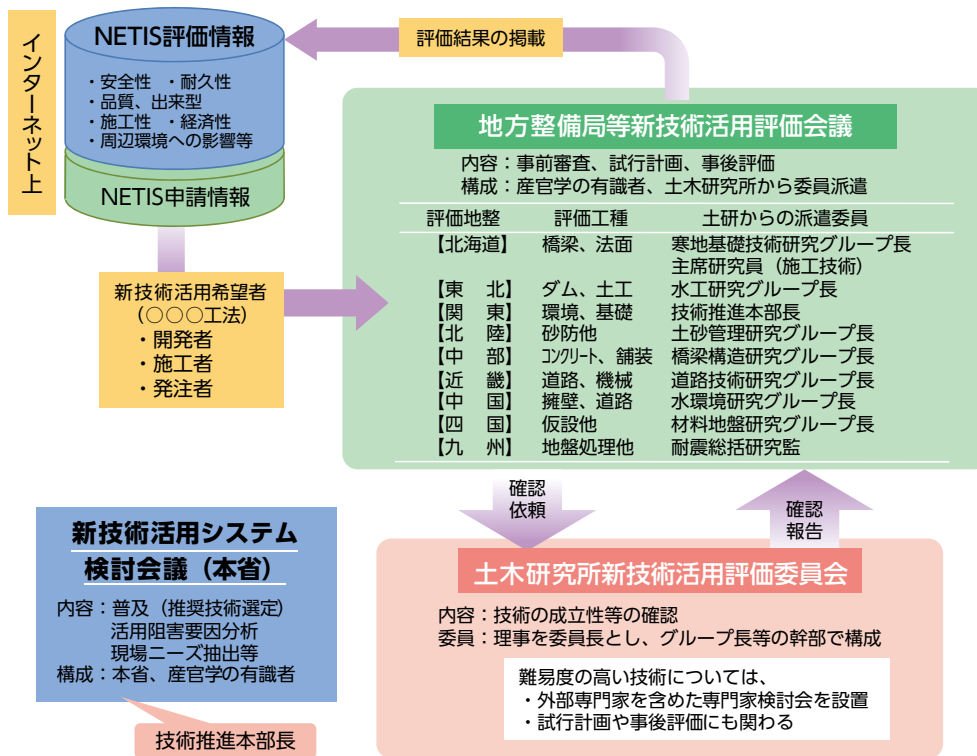 インターネット上
NETIS評価情報
・安全性 ・耐久性
・品質、出来型
・施工性 ・経済性
・周辺環境への影響等
NETIS申請情報
評価結果の掲載
新技術活用希望者
(○○○工法)
・開発者
・施工者
・発注者
地方整備局等新技術活用評価会議
内容：事前審査、試行計画、事後評価
構成：産官学の有識者、土木研究所から委員派遣
評価地整 評価工種 土研からの派遣委員
【北海道】 橋梁、法面 寒地基礎技術研究グループ長
主席研究員（施工技術）
【東 北】 ダム、土工 水工研究グループ長
【関 東】 環境、基礎 技術推進本部長
【北 陸】 砂防他 土砂管理研究グループ長
【中 部】 ｺﾝｸﾘｰﾄ、舗装 橋梁構造研究グループ長
【近 畿】 道路、機械 道路技術研究グループ長
【中 国】 擁壁、道路 水環境研究グループ長
【四 国】 仮設他 材料地盤研究グループ長
【九 州】 地盤処理他 耐震総括研究監
確認
依頼
確認
報告
新技術活用システム
検討会議（本省）
内容：普及（推奨技術選定）
活用阻害要因分析
現場ニーズ抽出等
構成：本省、産官学の有識者
技術推進本部長
土木研究所新技術活用評価委員会
内容：技術の成立性等の確認
委員：理事を委員長とし、グループ長等の幹部で構成
難易度の高い技術については、
・外部専門家を含めた専門家検討会を設置
・試行計画や事後評価にも関わる